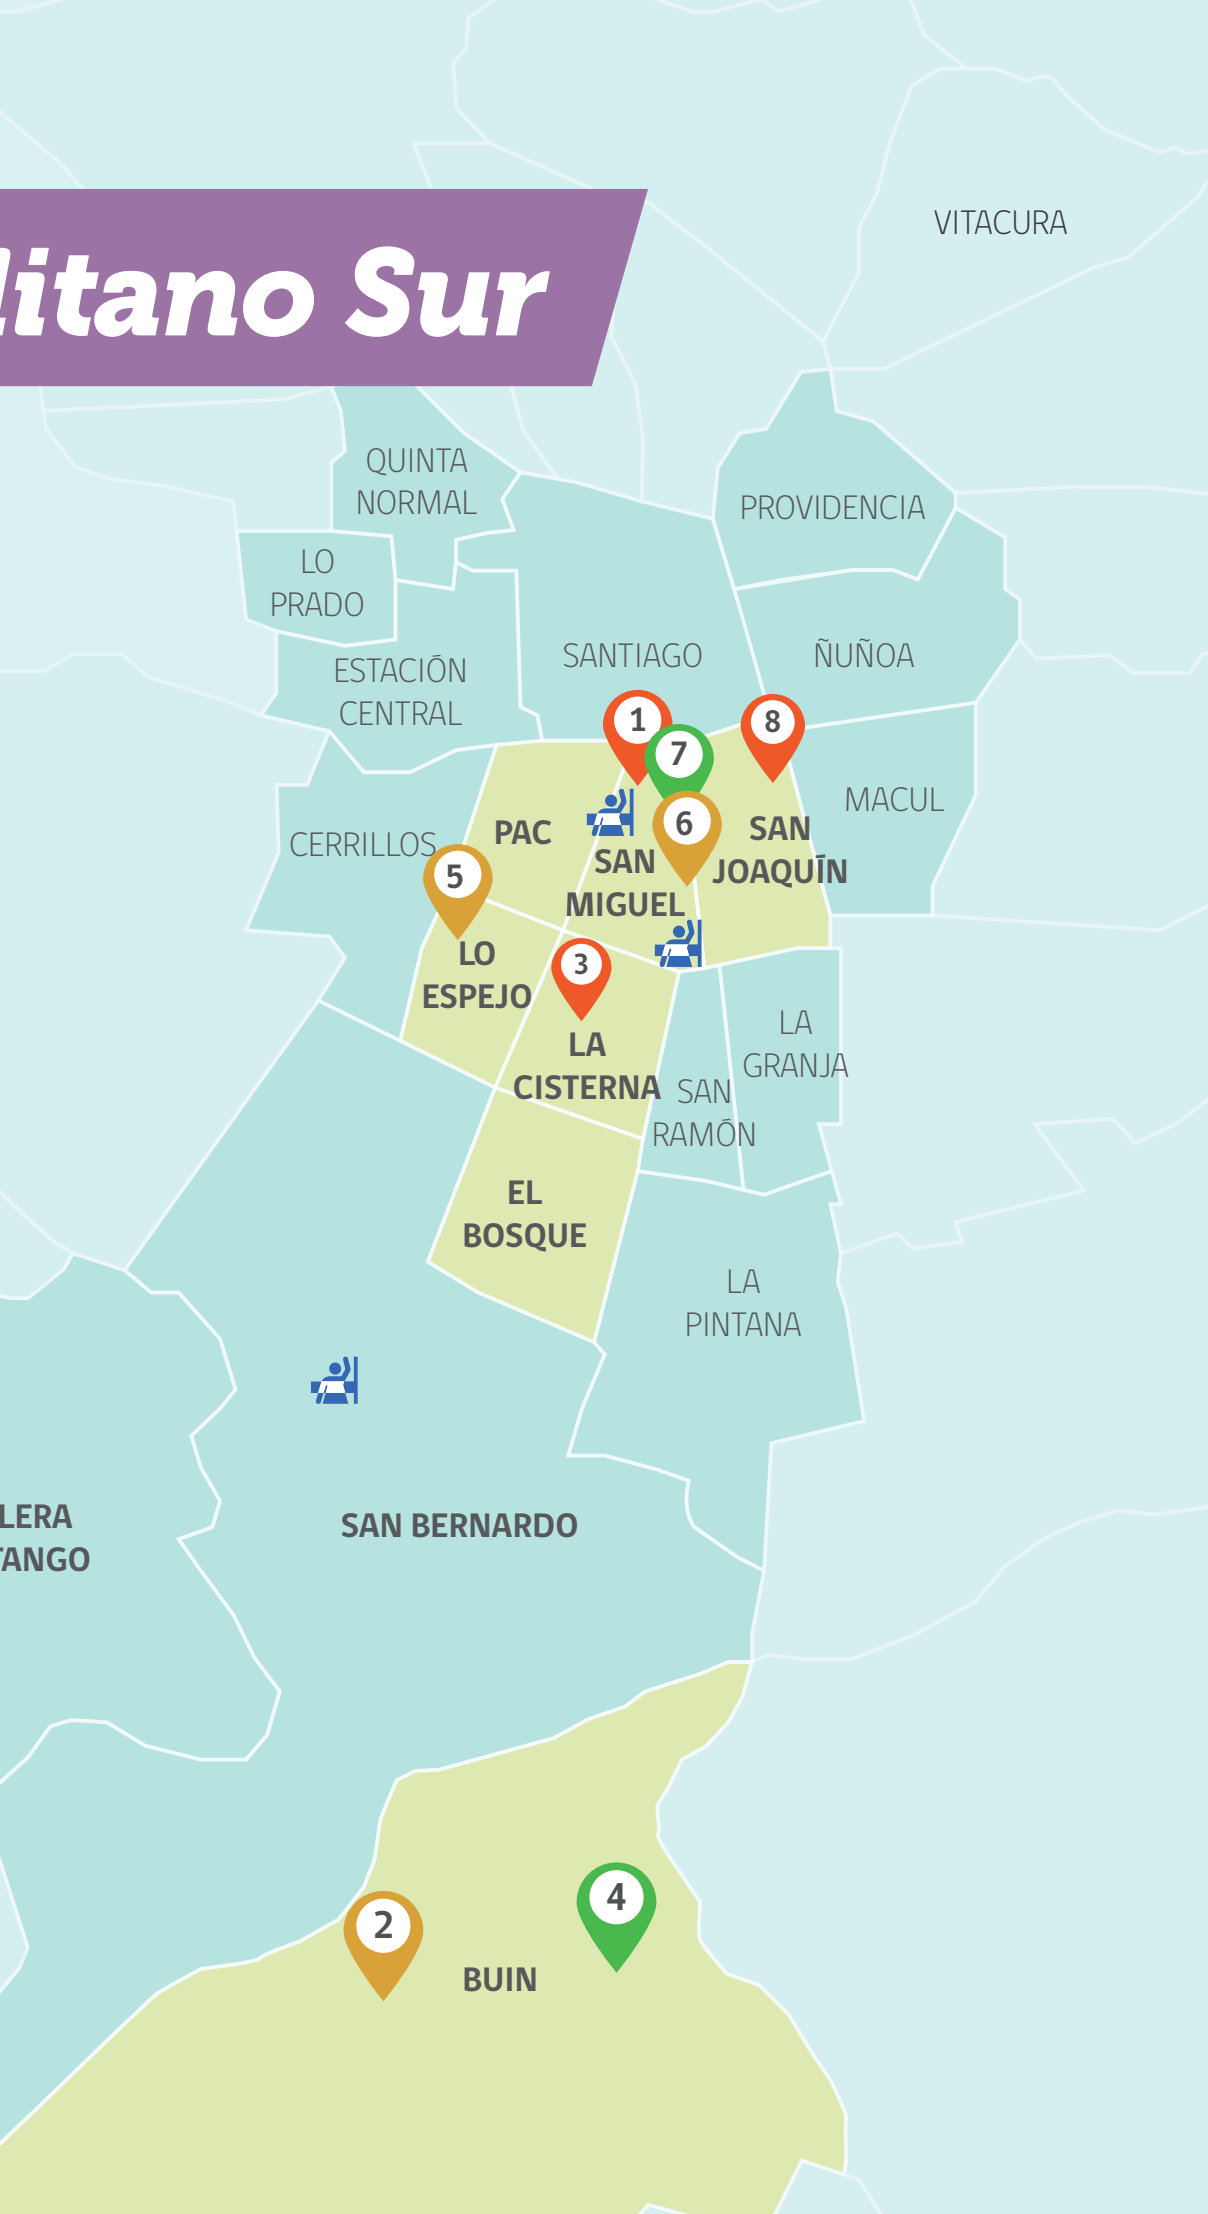 VITACURA
litano Sur
QUINTA
NORMAL
PROVIDENCIA
LO
PRADO
ESTACIÓN
CENTRAL
SANTIAGO
ÑUÑOA
1
8
7
MACUL
6
PAC
SAN
JOAQUÍN
CERRILLOS
SAN
MIGUEL
5
LO
ESPEJO
3
LA
CISTERNA
LA
GRANJA
SAN
RAMÓN
EL
BOSQUE
LA
PINTANA
LERA
TANGO
SAN BERNARDO
4
2
BUIN